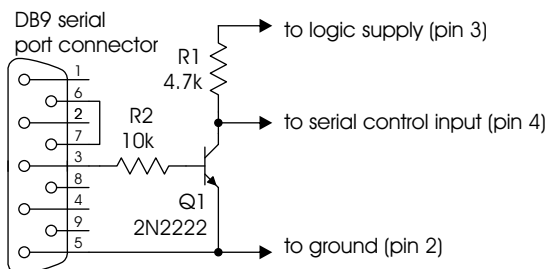 DB9 serial
port connector
to logic supply (pin 3)
R1
4.7k
1
6
2
7
3
8
4
9
5
R2
10k
to serial control input (pin 4)
Q1
2N2222
to ground (pin 2)